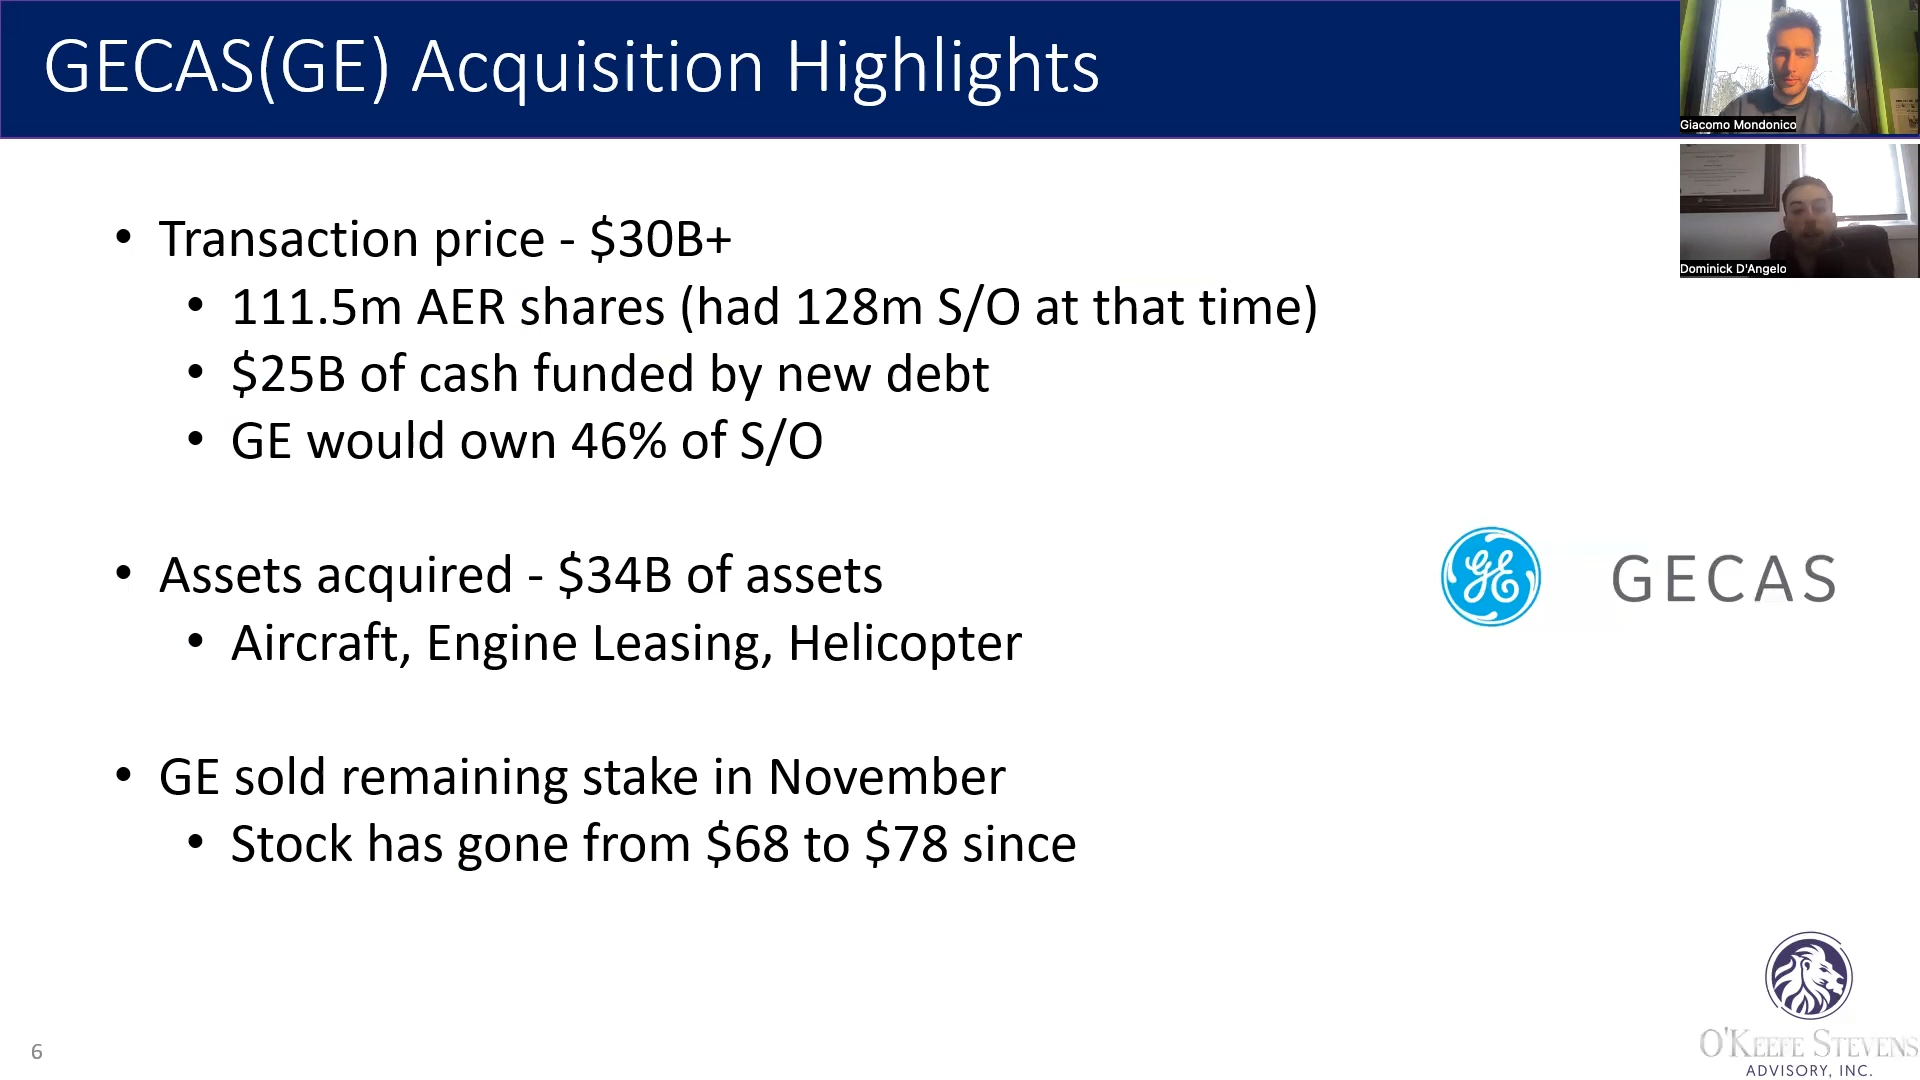 GECAS(GE) Acquisition Highlights
Giacomo Mondonico
Dominick D'Angelo
• Transaction price - $30B+
• 111.5m AER shares (had 128m S/O at that time)
• $25B of cash funded by new debt
• GE would own 46% of S/O
• Assets acquired - $34B of assets
• Aircraft, Engine Leasing, Helicopter
GE GECAS
• GE sold remaining stake in November
• Stock has gone from $68 to $78 since
6
O'KEEFE STEVENS
ADVISORY, INC.